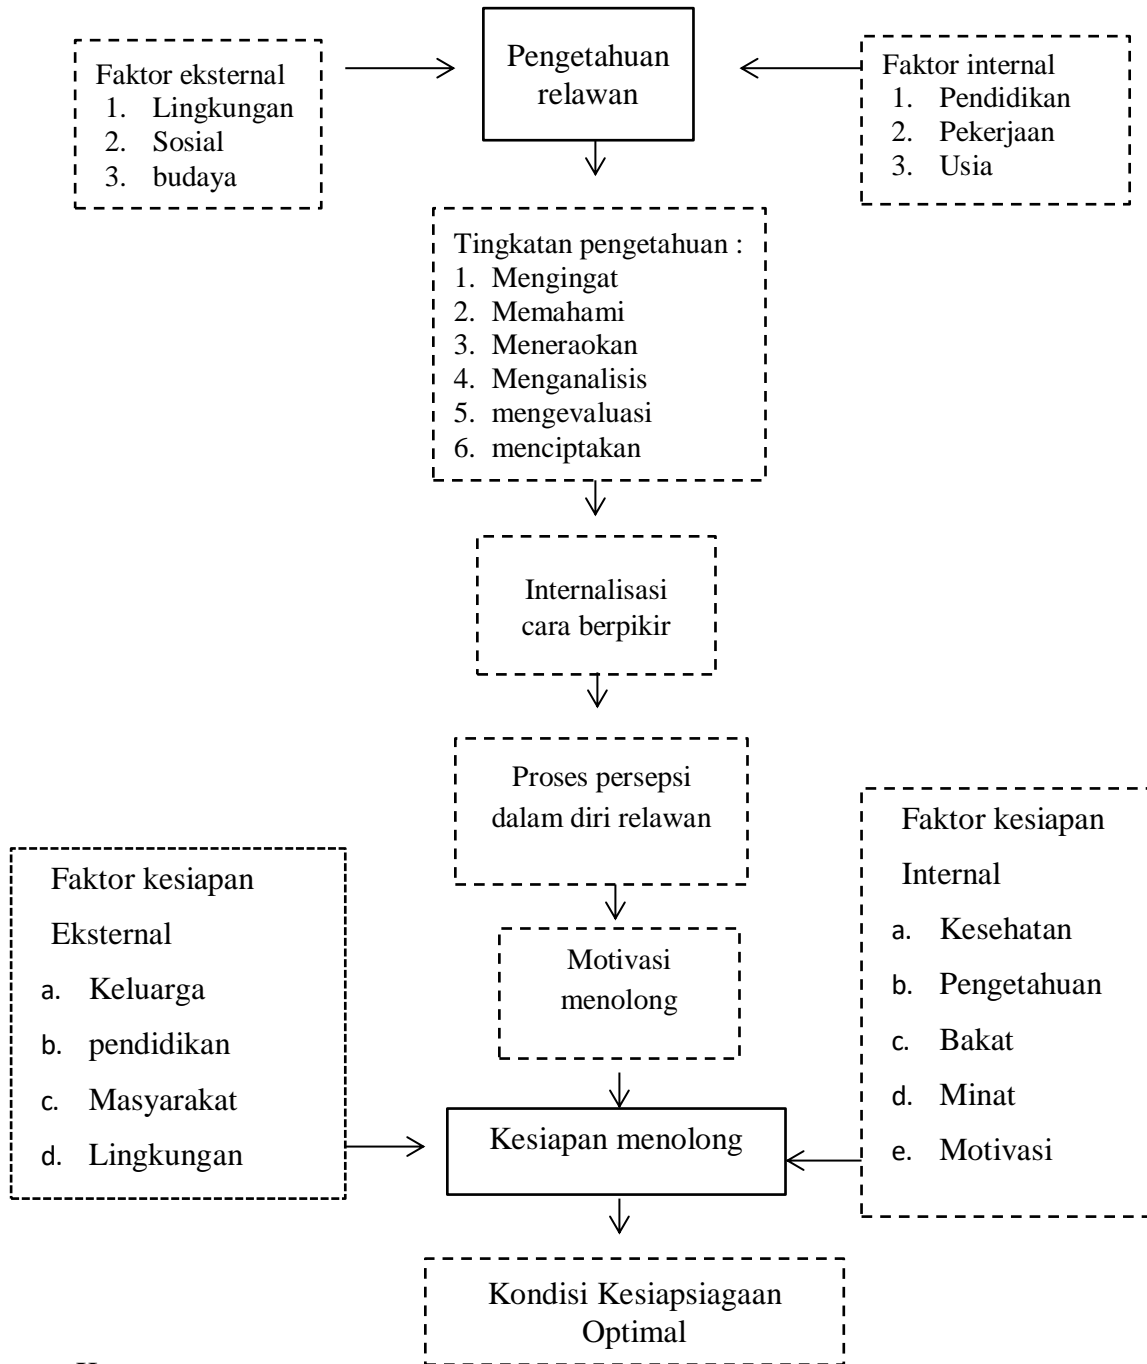 Faktor eksternal
1. Lingkungan
2. Sosial
3. budaya
Pengetahuan
relawan
Faktor internal
1. Pendidikan
2. Pekerjaan
3. Usia
Tingkatan pengetahuan :
1. Mengingat
2. Memahami
3. Meneraokan
4. Menganalisis
5. mengevaluasi
6. menciptakan
Internalisasi
cara berpikir
Proses persepsi
dalam diri relawan
Faktor kesiapan
Eksternal
a. Keluarga
b. pendidikan
c. Masyarakat
d. Lingkungan
Motivasi
menolong
Faktor kesiapan
Internal
a. Kesehatan
b. Pengetahuan
c. Bakat
d. Minat
e. Motivasi
Kesiapan menolong
Kondisi Kesiapsiagaan
Optimal